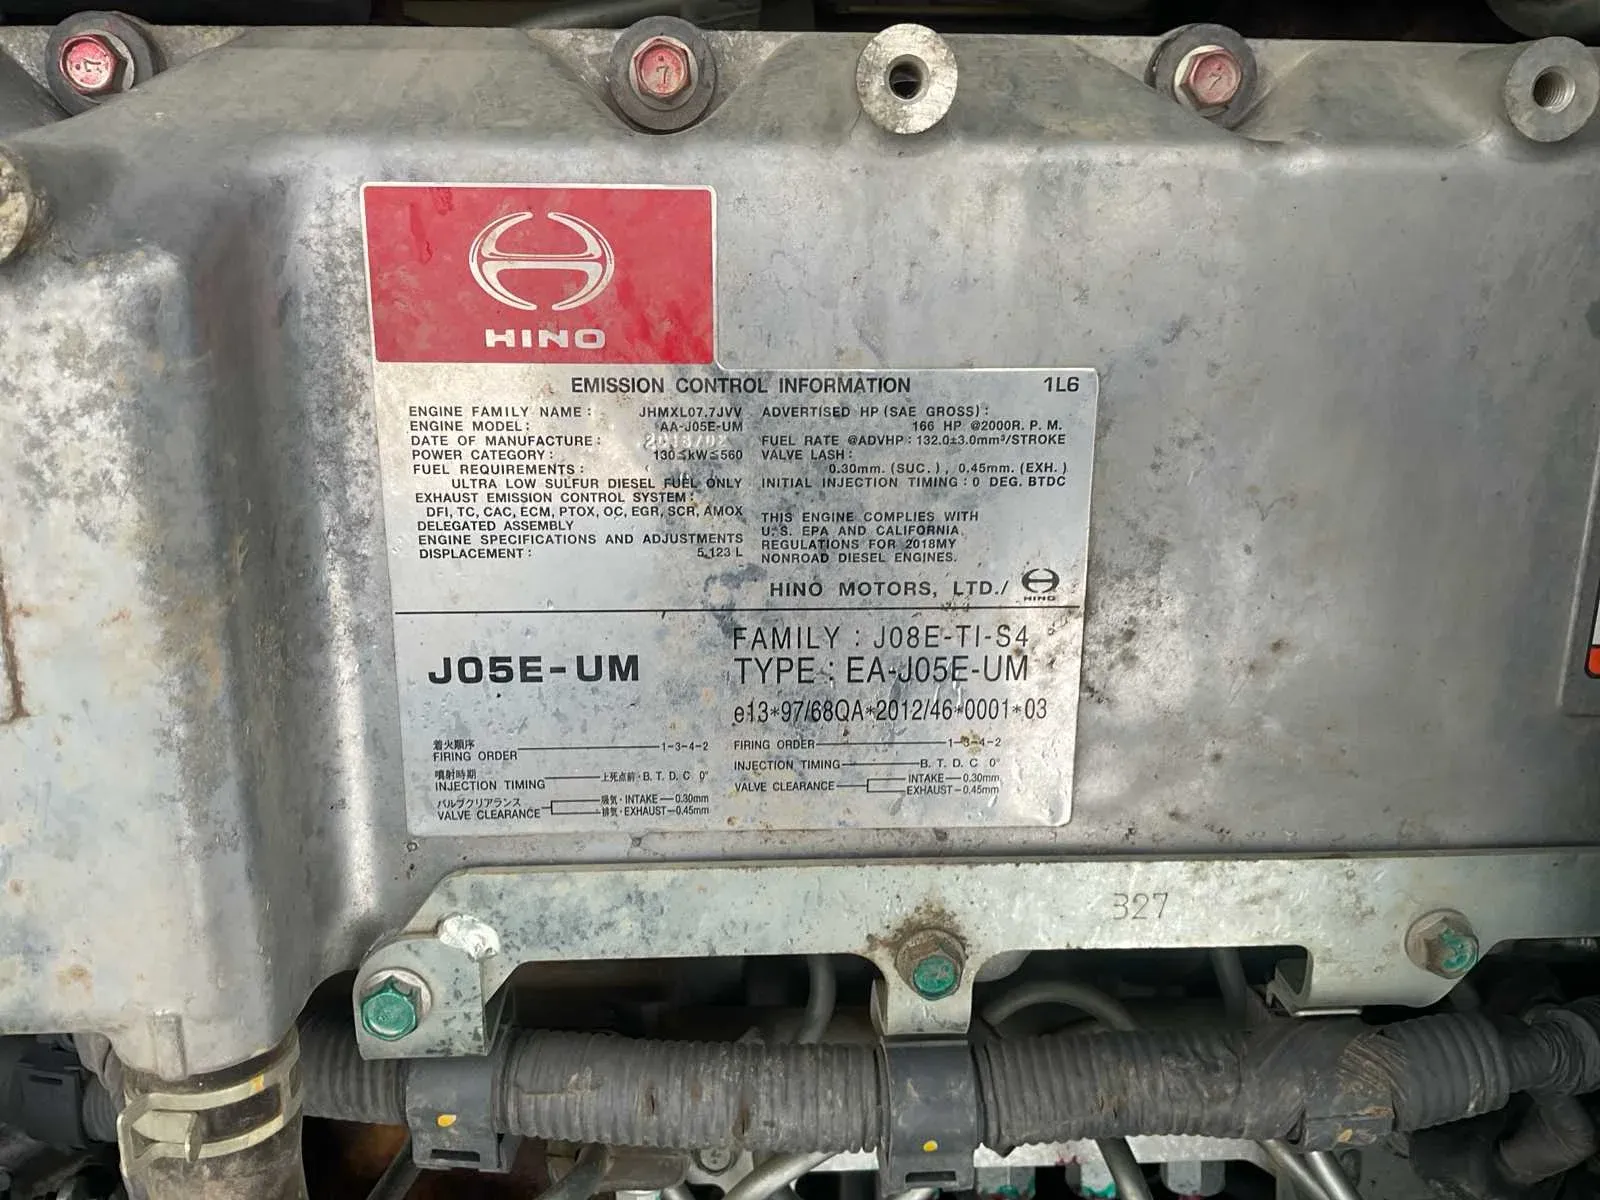 7
7
7
HINO
EMISSION CONTROL INFORMATION 1L6
ENGINE FAMILY NAME : JHMXL07.7JVV
ENGINE MODEL : AA-J05E-UM
DATE OF MANUFACTURE : 2018/02
POWER CATEGORY : 130≤kW≤560
FUEL REQUIREMENTS :
ULTRA LOW SULFUR DIESEL FUEL ONLY
EXHAUST EMISSION CONTROL SYSTEM :
DFI, TC, CAC, ECM, PTOX, OC, EGR, SCR, AMOX
DELEGATED ASSEMBLY
ENGINE SPECIFICATIONS AND ADJUSTMENTS
DISPLACEMENT : 5.123 L
ADVERTISED HP (SAE GROSS) :
166 HP @2000R. P. M.
FUEL RATE @ADVHP : 132.0±3.0mm³/STROKE
VALVE LASH :
0.30mm. (SUC.) , 0.45mm. (EXH.)
INITIAL INJECTION TIMING : 0 DEG. BTDC
THIS ENGINE COMPLIES WITH
U.S. EPA AND CALIFORNIA
REGULATIONS FOR 2018MY
NONROAD DIESEL ENGINES.
HINO MOTORS, LTD./ HINO
J05E-UM
FAMILY : J08E-TI-S4
TYPE : EA-J05E-UM
e13*97/68QA*2012/46*0001*03
着火順序
FIRING ORDER 1-3-4-2
噴射時期
INJECTION TIMING 上死点前・B. T. D. C 0°
バルブクリアランス
VALVE CLEARANCE
吸気・INTAKE 0.30mm
排気・EXHAUST 0.45mm
FIRING ORDER 1-3-4-2
INJECTION TIMING B. T. D. C 0°
VALVE CLEARANCE
INTAKE 0.30mm
EXHAUST 0.45mm
327